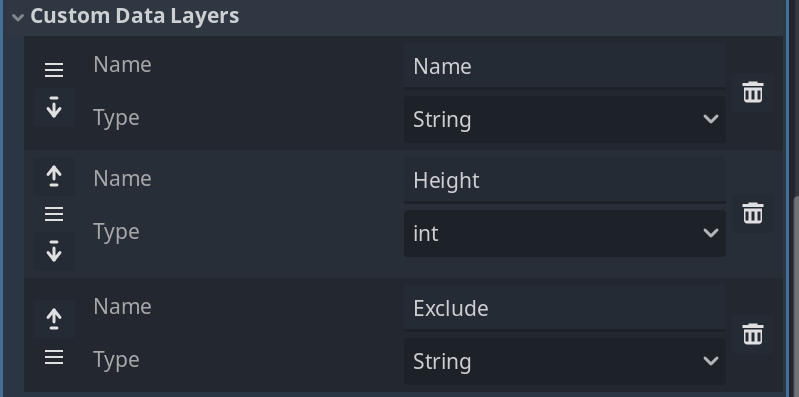 Custom Data Layers
Name Name
Type String
Name Height
Type int
Name Exclude
Type String